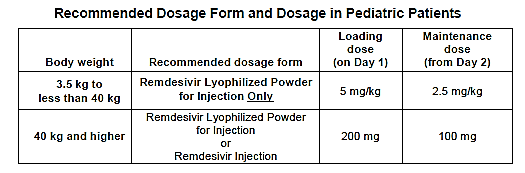 Recommended Dosage Form and Dosage in Pediatric Patients
Body weight
Recommended dosage form
Loading
dose
(on Day 1)
Maintenance
dose
(from Day 2)
3.5 kg to
less than 40 kg
Remdesivir Lyophilized Powder
for Injection Only
5 mg/kg
2.5 mg/kg
40 kg and higher
Remdesivir Lyophilized Powder
for Injection
or
Remdesivir Injection
200 mg
100 mg